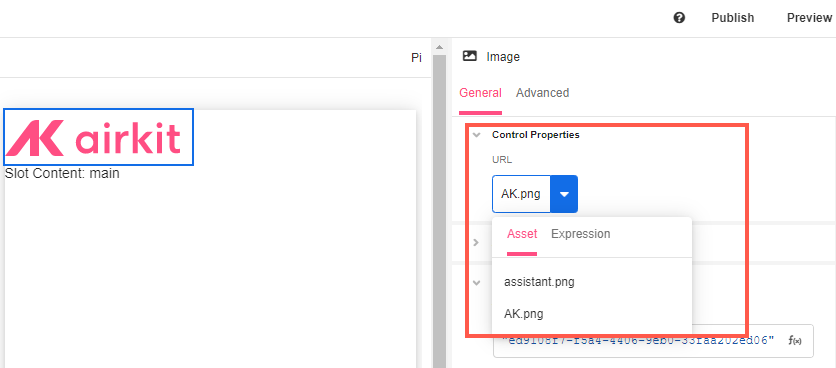 Publish
Preview
Pi
Image
General
Advanced
airkit
Slot Content: main
Control Properties
URL
AK.png
Asset
Expression
assistant.png
AK.png
"ed9108f7-f5a4-4406-9eb0-33faa202ed06"
f(x)